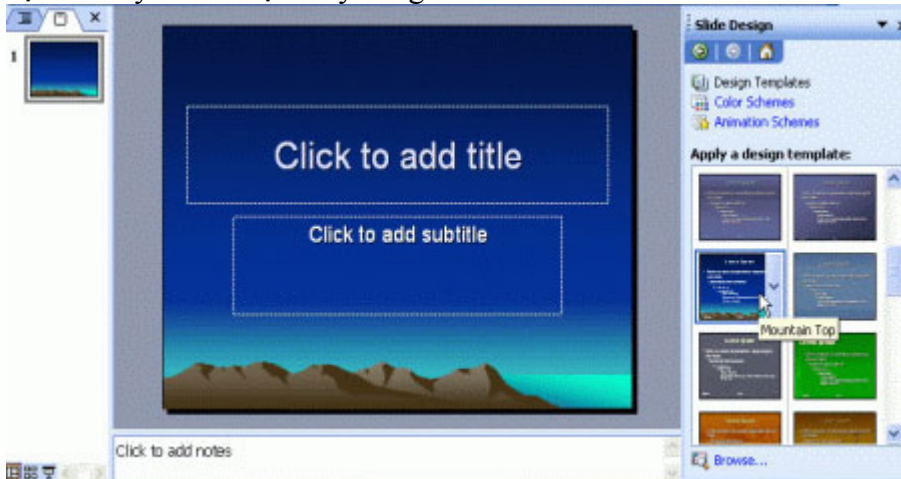 1
Click to add title
Click to add subtitle
Click to add notes
Slide Design
Design Templates
Color Schemes
Animation Schemes
Apply a design template:
Mountain Top
Browse...